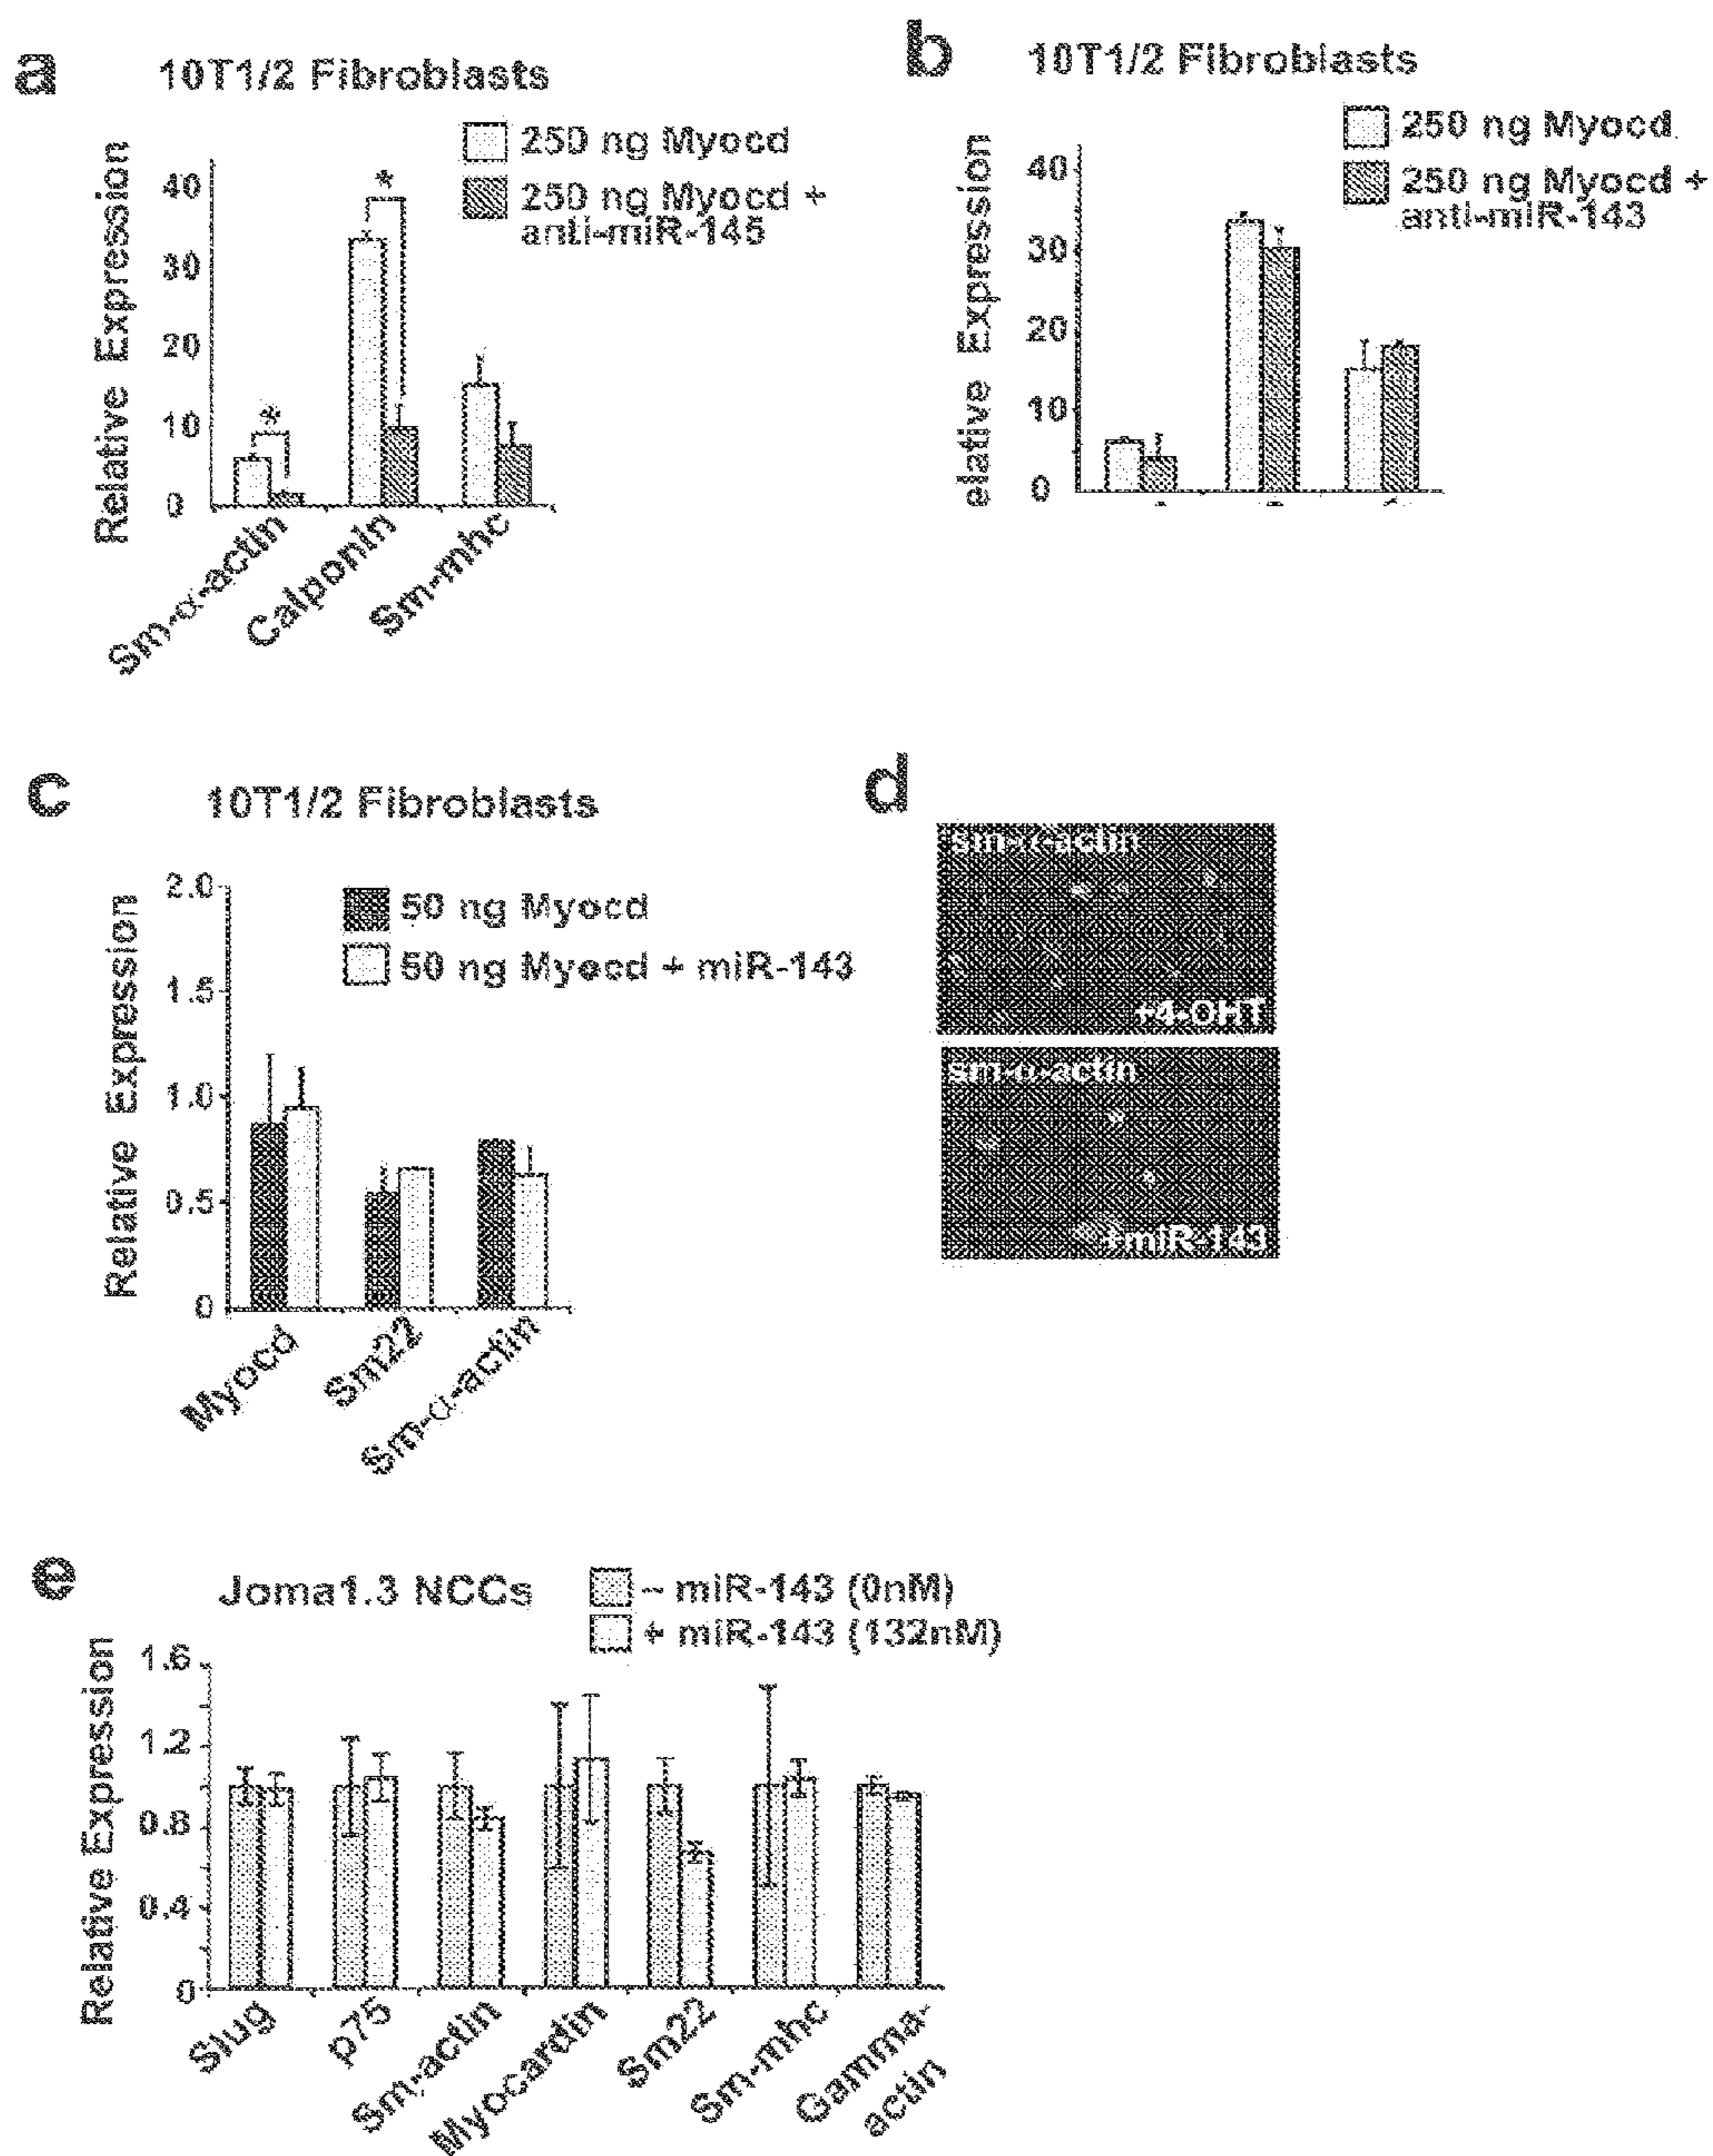 a
10T1/2 Fibroblasts
250 ng Myocd
250 ng Myocd +
anti-miR-145
Relative Expression
40
30
20
10
0
*
*
Sm-α-actin
Calponin
Sm-mhc
b
10T1/2 Fibroblasts
250 ng Myocd
250 ng Myocd +
anti-miR-143
elative Expression
40
30
20
10
0
c
10T1/2 Fibroblasts
50 ng Myocd
50 ng Myocd + miR-143
Relative Expression
2.0
1.5
1.0
0.5
0
Myocd
Sm22
Sm-α-actin
d
sm-α-actin
+4-OHT
sm-α-actin
+miR-143
e
Joma1.3 NCCs
– miR-143 (0nM)
+ miR-143 (132nM)
Relative Expression
1.6
1.2
0.8
0.4
0
Slug
p75
Sm-actin
Myocardin
Sm22
Sm-mhc
Gamma-
actin